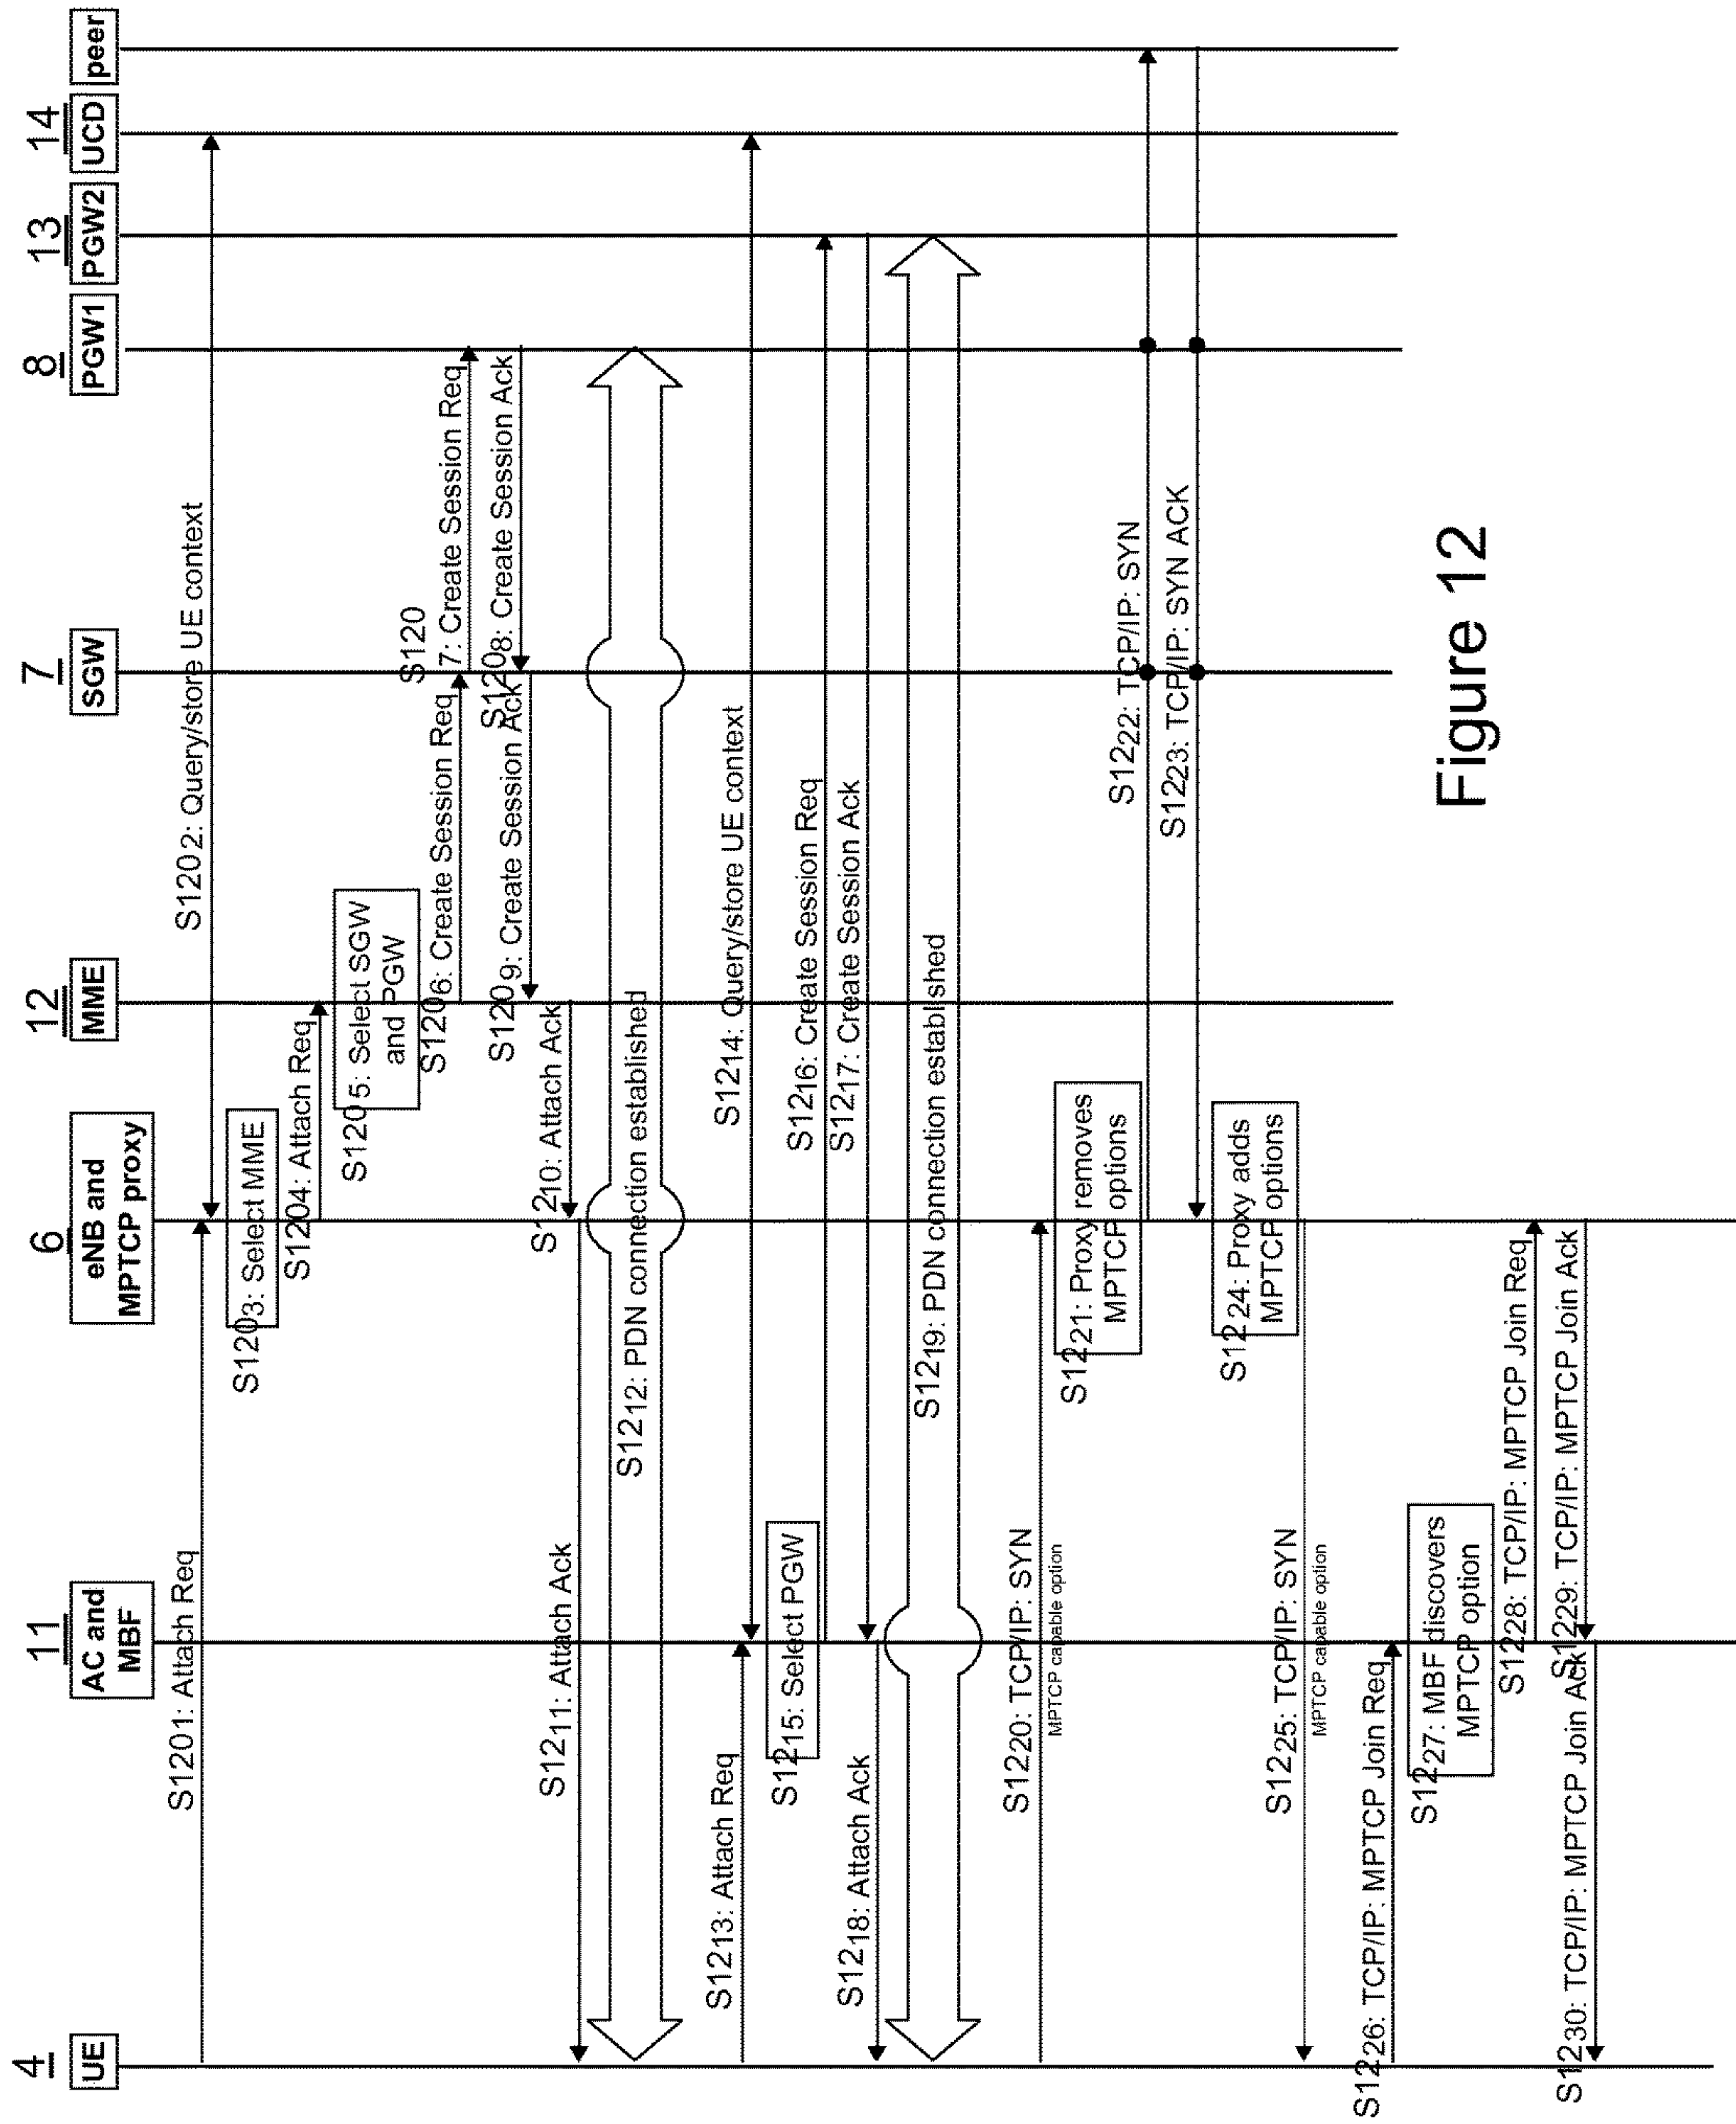 4
UE
11
AC and
MBF
6
eNB and
MPTCP proxy
12
MME
7
SGW
8
PGW1
13
PGW2
14
UCD
peer
S1201: Attach Req
S1202: Query/store UE context
S1203: Select MME
S1204: Attach Req
S1205: Select SGW
and PGW
S1206: Create Session Req
S120
7: Create Session Req
S1208: Create Session Ack
S1209: Create Session Ack
S1210: Attach Ack
S1211: Attach Ack
S1212: PDN connection established
S1213: Attach Req
S1214: Query/store UE context
S1215: Select PGW
S1216: Create Session Req
S1217: Create Session Ack
S1218: Attach Ack
S1219: PDN connection established
S1220: TCP/IP: SYN
MPTCP capable option
S1221: Proxy removes
MPTCP options
S1222: TCP/IP: SYN
S1223: TCP/IP: SYN ACK
S1224: Proxy adds
MPTCP options
S1225: TCP/IP: SYN
MPTCP capable option
S1226: TCP/IP: MPTCP Join Req
S1227: MBF discovers
MPTCP option
S1228: TCP/IP: MPTCP Join Req
S1229: TCP/IP: MPTCP Join Ack
S1230: TCP/IP: MPTCP Join Ack
Figure 12